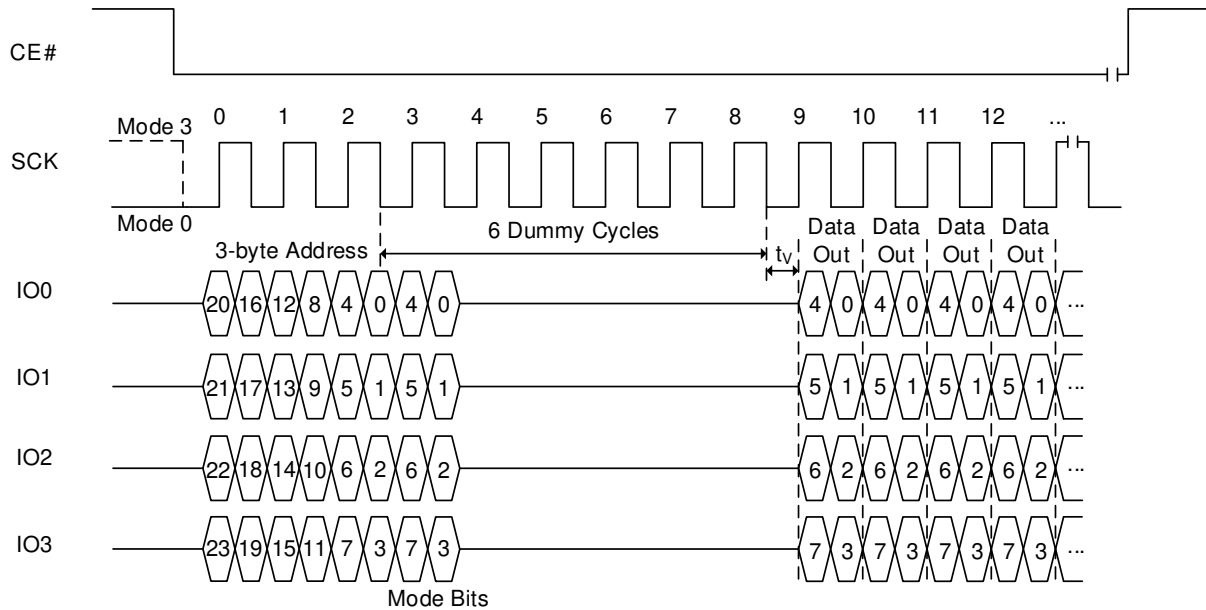 CE#
0 1 2 3 4 5 6 7 8 9 10 11 12 ...
Mode 3
SCK
Mode 0
6 Dummy Cycles
Data Data Data Data
3-byte Address
tV
Out Out Out Out
IO0
20 16 12 8 4 0 4 0 4 0 4 0 4 0 4 0 ...
IO1
21 17 13 9 5 1 5 1 5 1 5 1 5 1 5 1 ...
IO2
22 18 14 10 6 2 6 2 6 2 6 2 6 2 6 2 ...
IO3
23 19 15 11 7 3 7 3 7 3 7 3 7 3 7 3 ...
Mode Bits